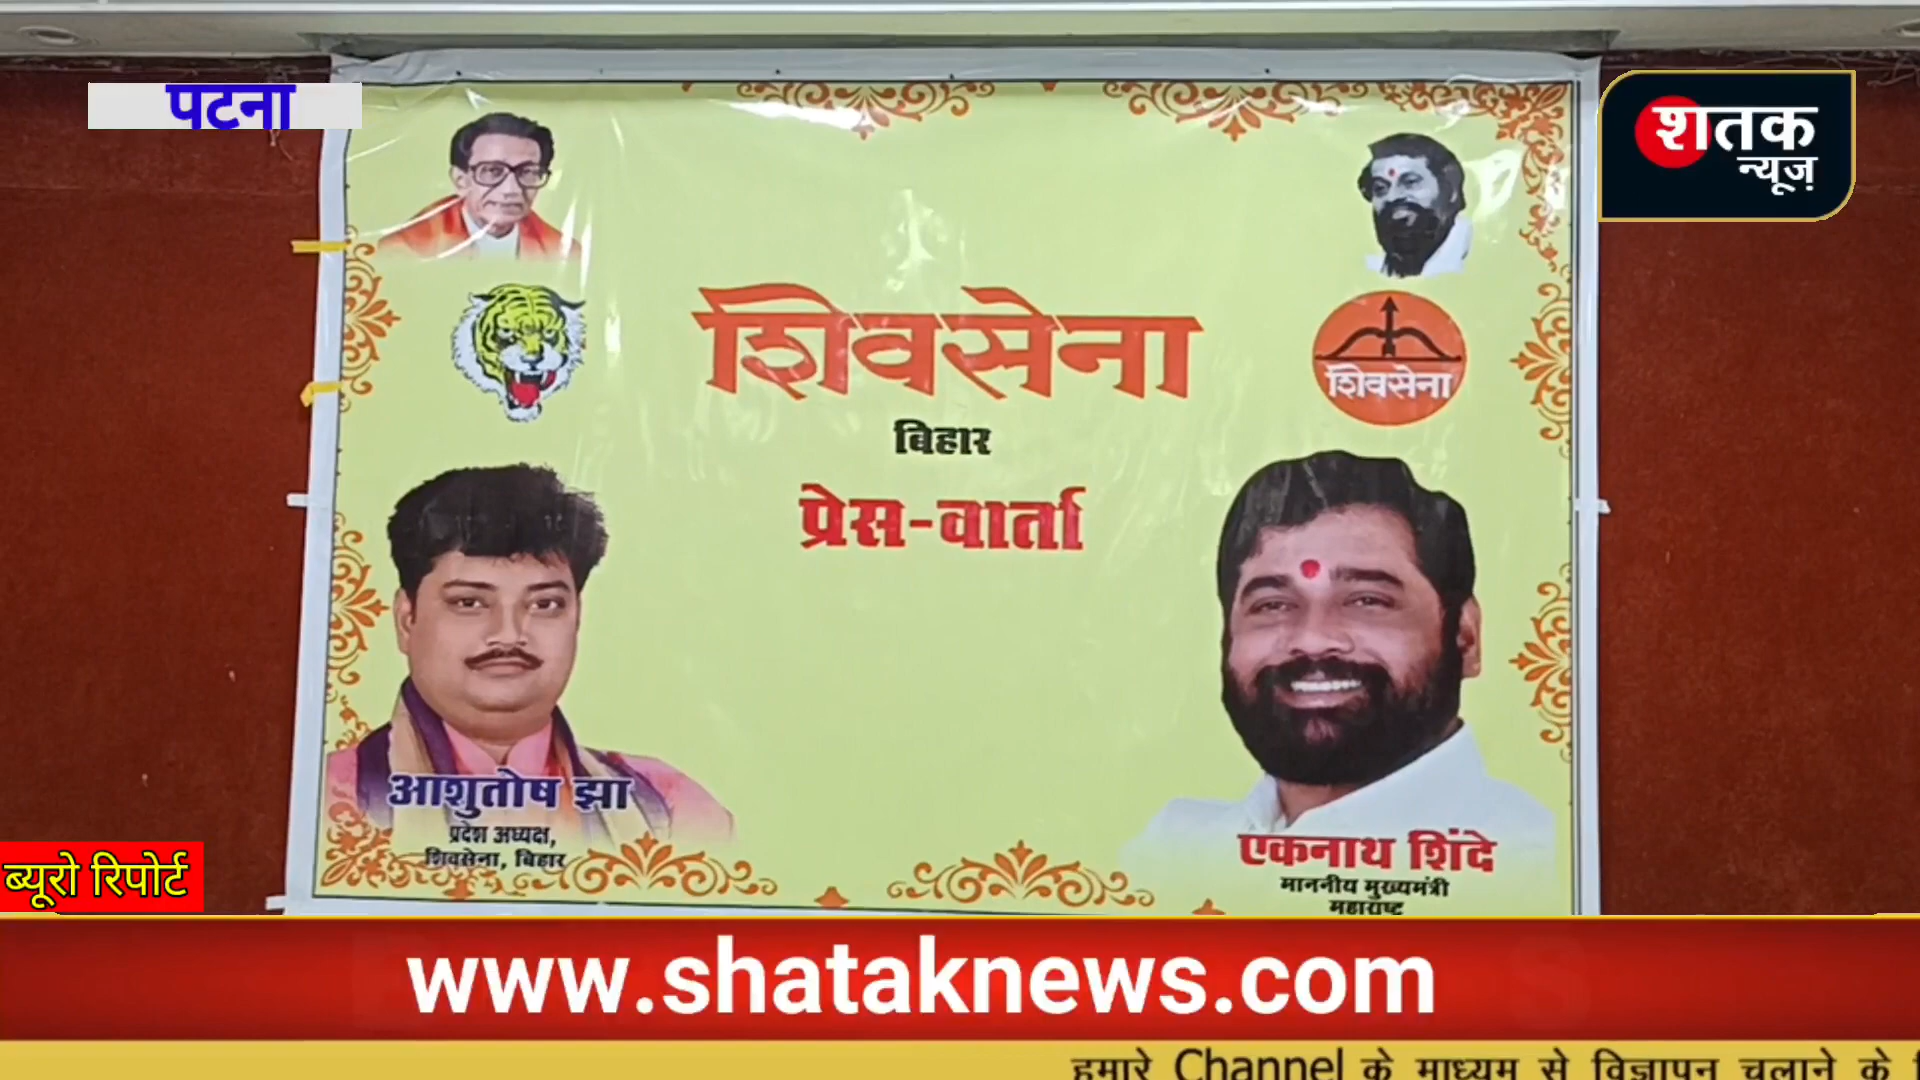 पटना
शतक
न्यूज़
शिवसेना
शिवसेना
बिहार
प्रेस-वार्ता
आशुतोष झा
प्रदेश अध्यक्ष,
शिवसेना, बिहार
एकनाथ शिंदे
माननीय मुख्यमंत्री
महाराष्ट्र
ब्यूरो रिपोर्ट
www.shataknews.com
हमारे Channel के माध्यम से विज्ञापन चलाने के